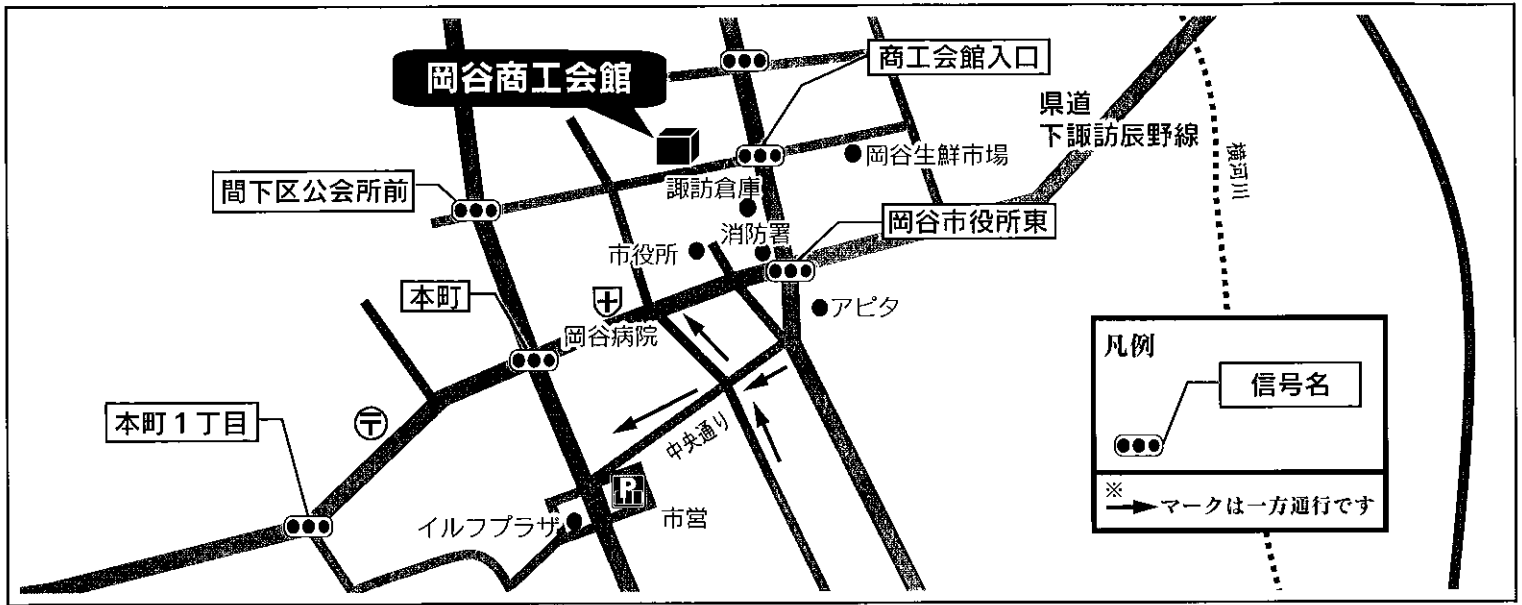 岡谷商工会館
商工会館入口
県道
下諏訪辰野線
横河川
岡谷生鮮市場
諏訪倉庫
間下区公会所前
消防署
岡谷市役所東
市役所
本町
岡谷病院
アピタ
凡例
信号名
本町1丁目
〒
中央通り
P
市営
イルフプラザ
※
マークは一方通行です